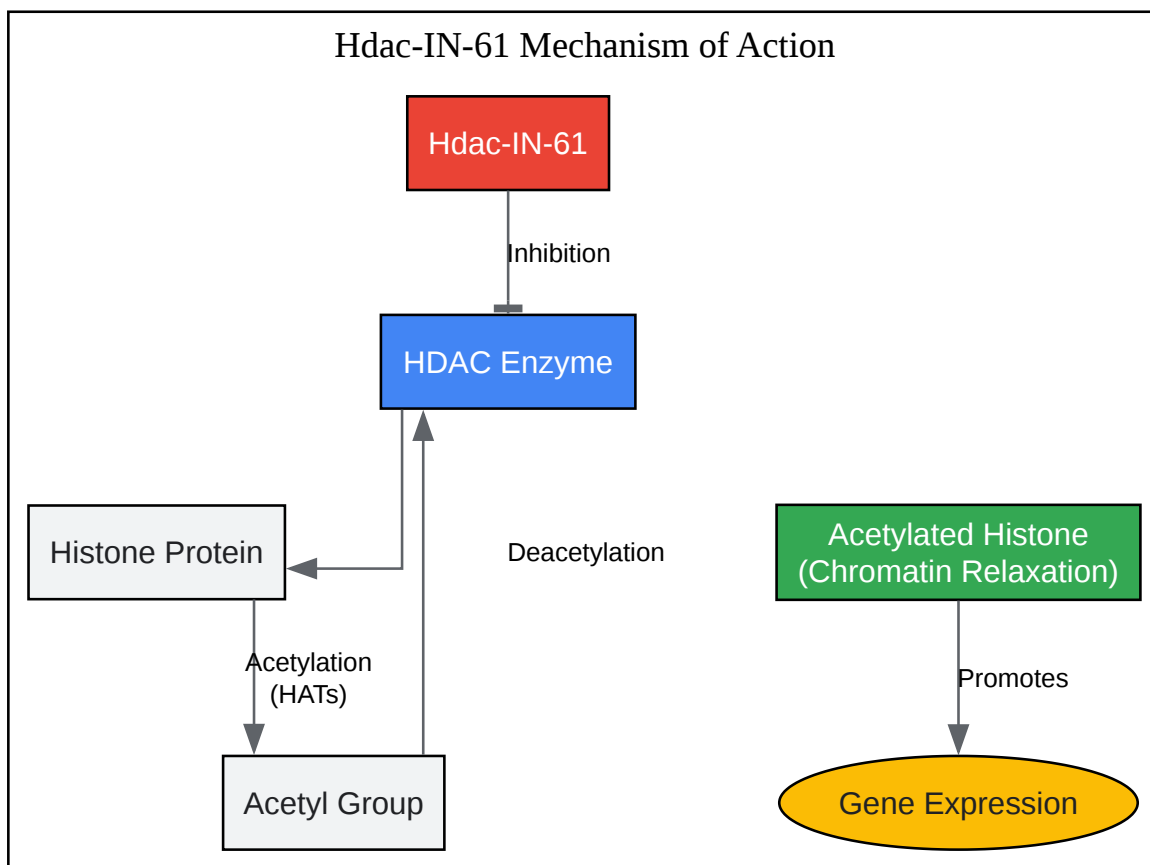 Hdac-IN-61 Mechanism of Action
Hdac-IN-61
Inhibition
HDAC Enzyme
Histone Protein
Deacetylation
Acetylated Histone
(Chromatin Relaxation)
Acetylation
(HATs)
Promotes
Acetyl Group
Gene Expression